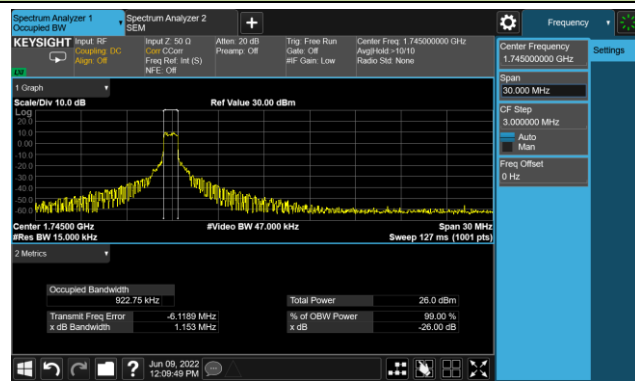 Spectrum Analyzer 1
Occupied BW
Spectrum Analyzer 2
SEM
+
Frequency
KEYSIGHT
Input: RF
Coupling: DC
Align: Off
Input Z: 50 Ω
Corr CCorr
Freq Ref: Int (S)
NFE: Off
Atten: 20 dB
Preamp: Off
Trig: Free Run
Gate: Off
#IF Gain: Low
Center Freq: 1.745000000 GHz
Avg|Hold:>10/10
Radio Std: None
Center Frequency
1.745000000 GHz
Settings
Span
30.000 MHz
CF Step
3.000000 MHz
Auto
Man
Freq Offset
0 Hz
1 Graph
Scale/Div 10.0 dB
Ref Value 30.00 dBm
Log
20.0
10.0
0.00
-10.0
-20.0
-30.0
-40.0
-50.0
-60.0
Center 1.74500 GHz
#Video BW 47.000 kHz
Span 30 MHz
#Res BW 15.000 kHz
Sweep 127 ms (1001 pts)
2 Metrics
Occupied Bandwidth
922.75 kHz
Total Power
26.0 dBm
Transmit Freq Error
-6.1189 MHz
% of OBW Power
99.00 %
x dB Bandwidth
1.153 MHz
x dB
-26.00 dB
?
Jun 09, 2022
12:09:49 PM